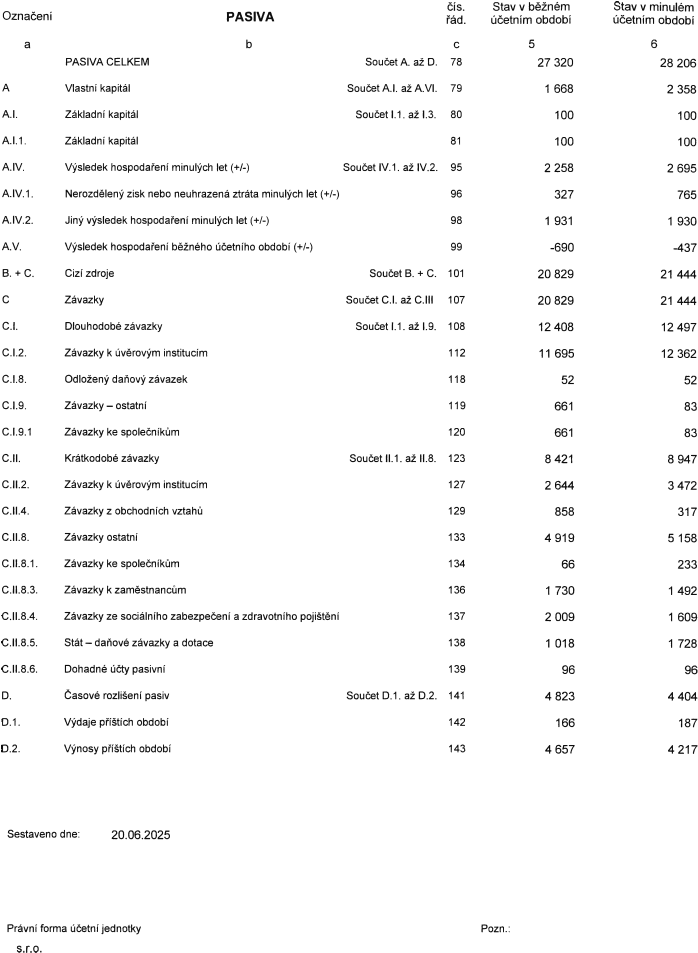 Označení PASIVA čís. řád. Stav v běžném účetním období Stav v minulém účetním období
a b c 5 6
PASIVA CELKEM Součet A. až D. 78 27 320 28 206
A Vlastní kapitál Součet A.I. až A.VI. 79 1 668 2 358
A.I. Základní kapitál Součet I.1. až I.3. 80 100 100
A.I.1. Základní kapitál 81 100 100
A.IV. Výsledek hospodaření minulých let (+/-) Součet IV.1. až IV.2. 95 2 258 2 695
A.IV.1. Nerozdělený zisk nebo neuhrazená ztráta minulých let (+/-) 96 327 765
A.IV.2. Jiný výsledek hospodaření minulých let (+/-) 98 1 931 1 930
A.V. Výsledek hospodaření běžného účetního období (+/-) 99 -690 -437
B. + C. Cizí zdroje Součet B. + C. 101 20 829 21 444
C Závazky Součet C.I. až C.III 107 20 829 21 444
C.I. Dlouhodobé závazky Součet I.1. až I.9. 108 12 408 12 497
C.I.2. Závazky k úvěrovým institucím 112 11 695 12 362
C.I.8. Odložený daňový závazek 118 52 52
C.I.9. Závazky – ostatní 119 661 83
C.I.9.1 Závazky ke společníkům 120 661 83
C.II. Krátkodobé závazky Součet II.1. až II.8. 123 8 421 8 947
C.II.2. Závazky k úvěrovým institucím 127 2 644 3 472
C.II.4. Závazky z obchodních vztahů 129 858 317
C.II.8. Závazky ostatní 133 4 919 5 158
C.II.8.1. Závazky ke společníkům 134 66 233
C.II.8.3. Závazky k zaměstnancům 136 1 730 1 492
C.II.8.4. Závazky ze sociálního zabezpečení a zdravotního pojištění 137 2 009 1 609
C.II.8.5. Stát – daňové závazky a dotace 138 1 018 1 728
C.II.8.6. Dohadné účty pasivní 139 96 96
D. Časové rozlišení pasiv Součet D.1. až D.2. 141 4 823 4 404
D.1. Výdaje příštích období 142 166 187
D.2. Výnosy příštích období 143 4 657 4 217
Sestaveno dne: 20.06.2025
Právní forma účetní jednotky Pozn.:
s.r.o.